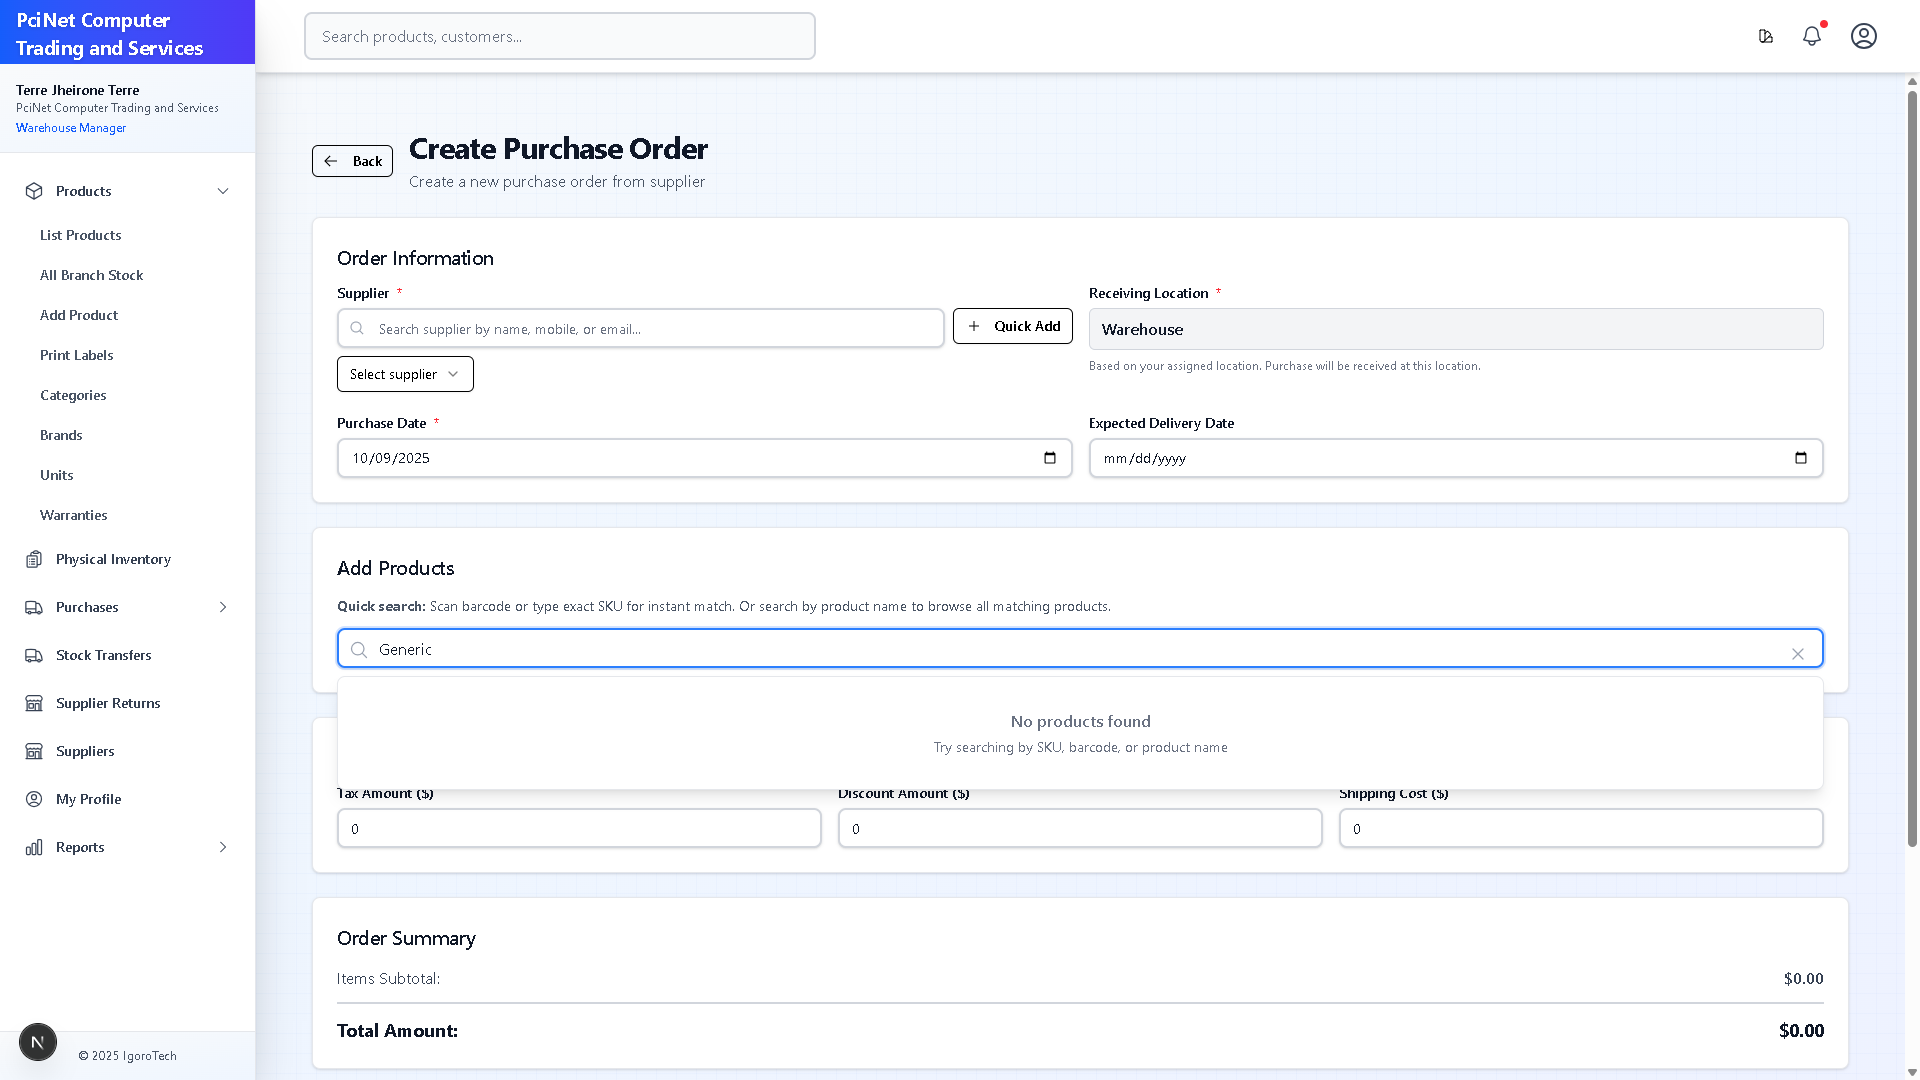 PciNet Computer
Trading and Services
Terre Jheirone Terre
PciNet Computer Trading and Services
Warehouse Manager
Products
List Products
All Branch Stock
Add Product
Print Labels
Categories
Brands
Units
Warranties
Physical Inventory
Purchases
Stock Transfers
Supplier Returns
Suppliers
My Profile
Reports
N
© 2025 IgoroTech
Search products, customers...
Back
Create Purchase Order
Create a new purchase order from supplier
Order Information
Supplier *
Search supplier by name, mobile, or email...
Quick Add
Select supplier
Receiving Location *
Warehouse
Based on your assigned location. Purchase will be received at this location.
Purchase Date *
10/09/2025
Expected Delivery Date
mm/dd/yyyy
Add Products
Quick search: Scan barcode or type exact SKU for instant match. Or search by product name to browse all matching products.
Generic
No products found
Try searching by SKU, barcode, or product name
Tax Amount ($)
0
Discount Amount ($)
0
Shipping Cost ($)
0
Order Summary
Items Subtotal: $0.00
Total Amount: $0.00